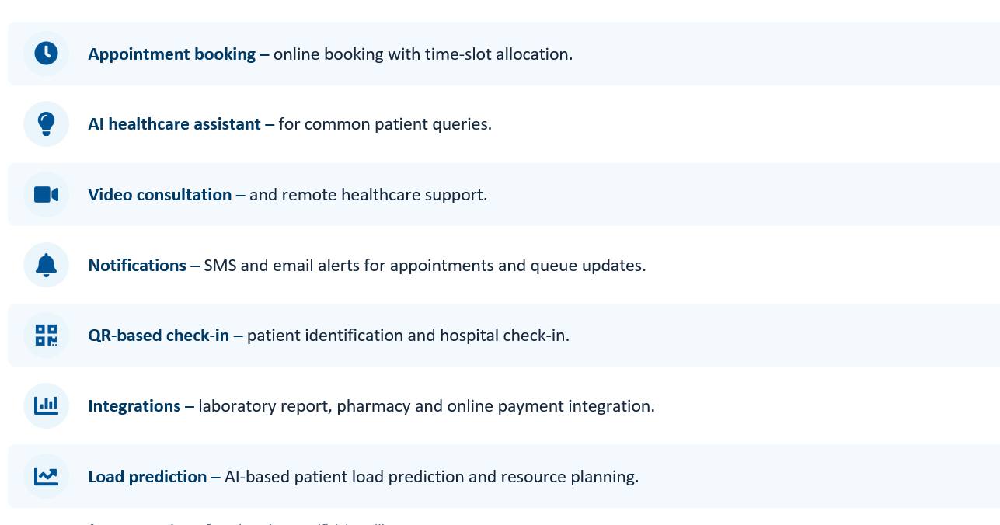 Appointment booking – online booking with time-slot allocation.
AI healthcare assistant – for common patient queries.
Video consultation – and remote healthcare support.
Notifications – SMS and email alerts for appointments and queue updates.
QR-based check-in – patient identification and hospital check-in.
Integrations – laboratory report, pharmacy and online payment integration.
Load prediction – AI-based patient load prediction and resource planning.